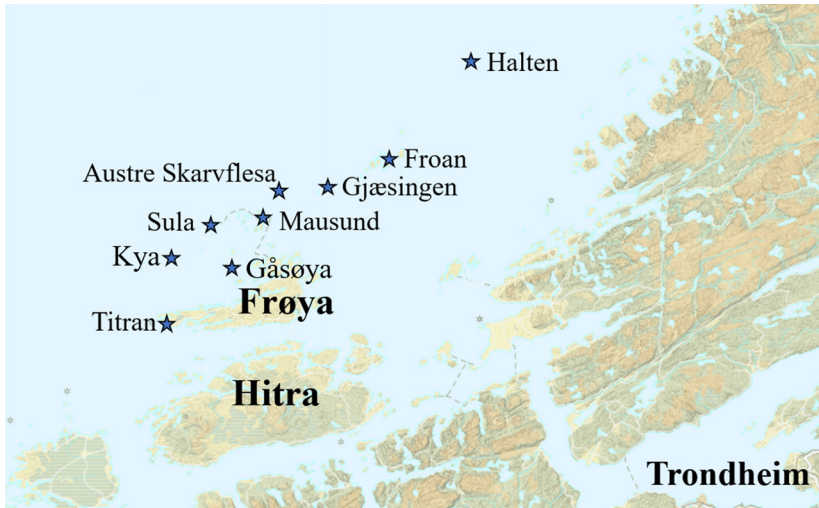 Halten
Froan
Austre Skarvflesa
Gjæsingen
Sula
Mausund
Kya
Gåsøya
Frøya
Titran
Hitra
Trondheim